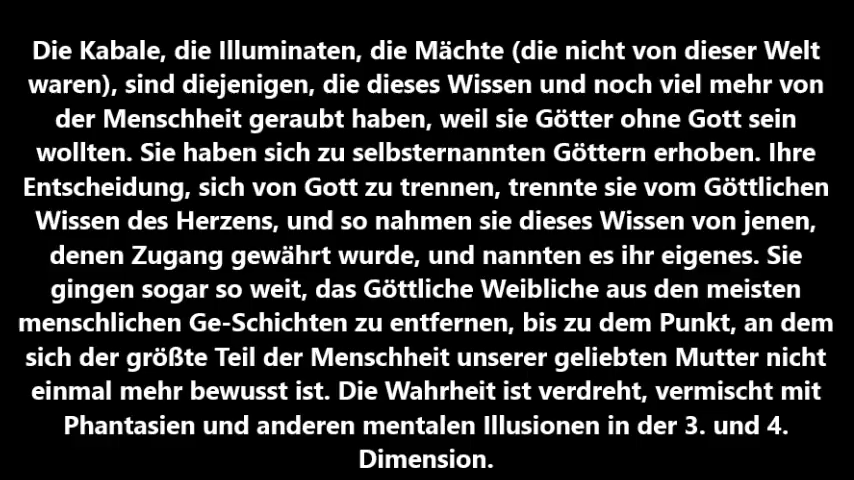 Die Kabale, die Illuminaten, die Mächte (die nicht von dieser Welt
waren), sind diejenigen, die dieses Wissen und noch viel mehr von
der Menschheit geraubt haben, weil sie Götter ohne Gott sein
wollten. Sie haben sich zu selbsternannten Göttern erhoben. Ihre
Entscheidung, sich von Gott zu trennen, trennte sie vom Göttlichen
Wissen des Herzens, und so nahmen sie dieses Wissen von jenen,
denen Zugang gewährt wurde, und nannten es ihr eigenes. Sie
gingen sogar so weit, das Göttliche Weibliche aus den meisten
menschlichen Ge-Schichten zu entfernen, bis zu dem Punkt, an dem
sich der größte Teil der Menschheit unserer geliebten Mutter nicht
einmal mehr bewusst ist. Die Wahrheit ist verdreht, vermischt mit
Phantasien und anderen mentalen Illusionen in der 3. und 4.
Dimension.